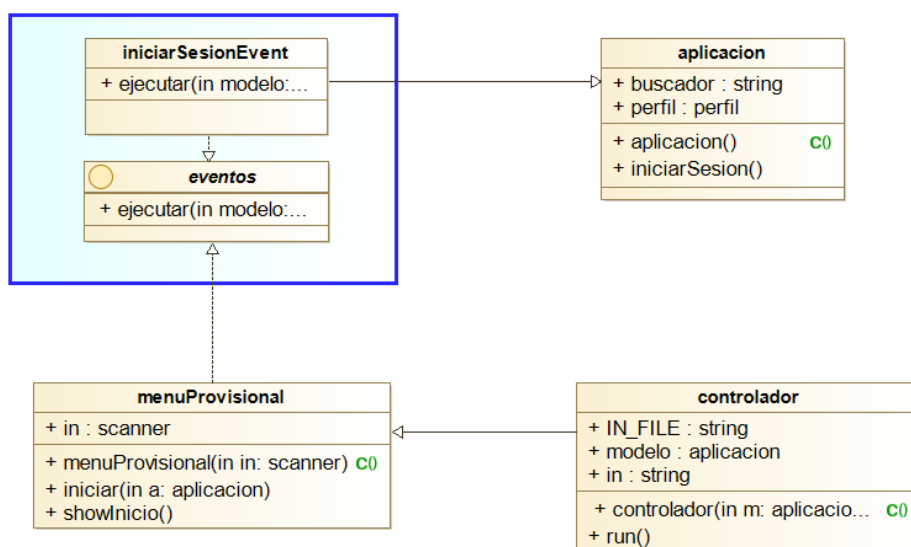 iniciarSesionEvent
+ ejecutar(in modelo:...
eventos
+ ejecutar(in modelo:...
aplicacion
+ buscador : string
+ perfil : perfil
+ aplicacion() C()
+ iniciarSesion()
menuProvisional
+ in : scanner
+ menuProvisional(in in: scanner) C()
+ iniciar(in a: aplicacion)
+ showInicio()
controlador
+ IN_FILE : string
+ modelo : aplicacion
+ in : string
+ controlador(in m: aplicacio... C()
+ run()